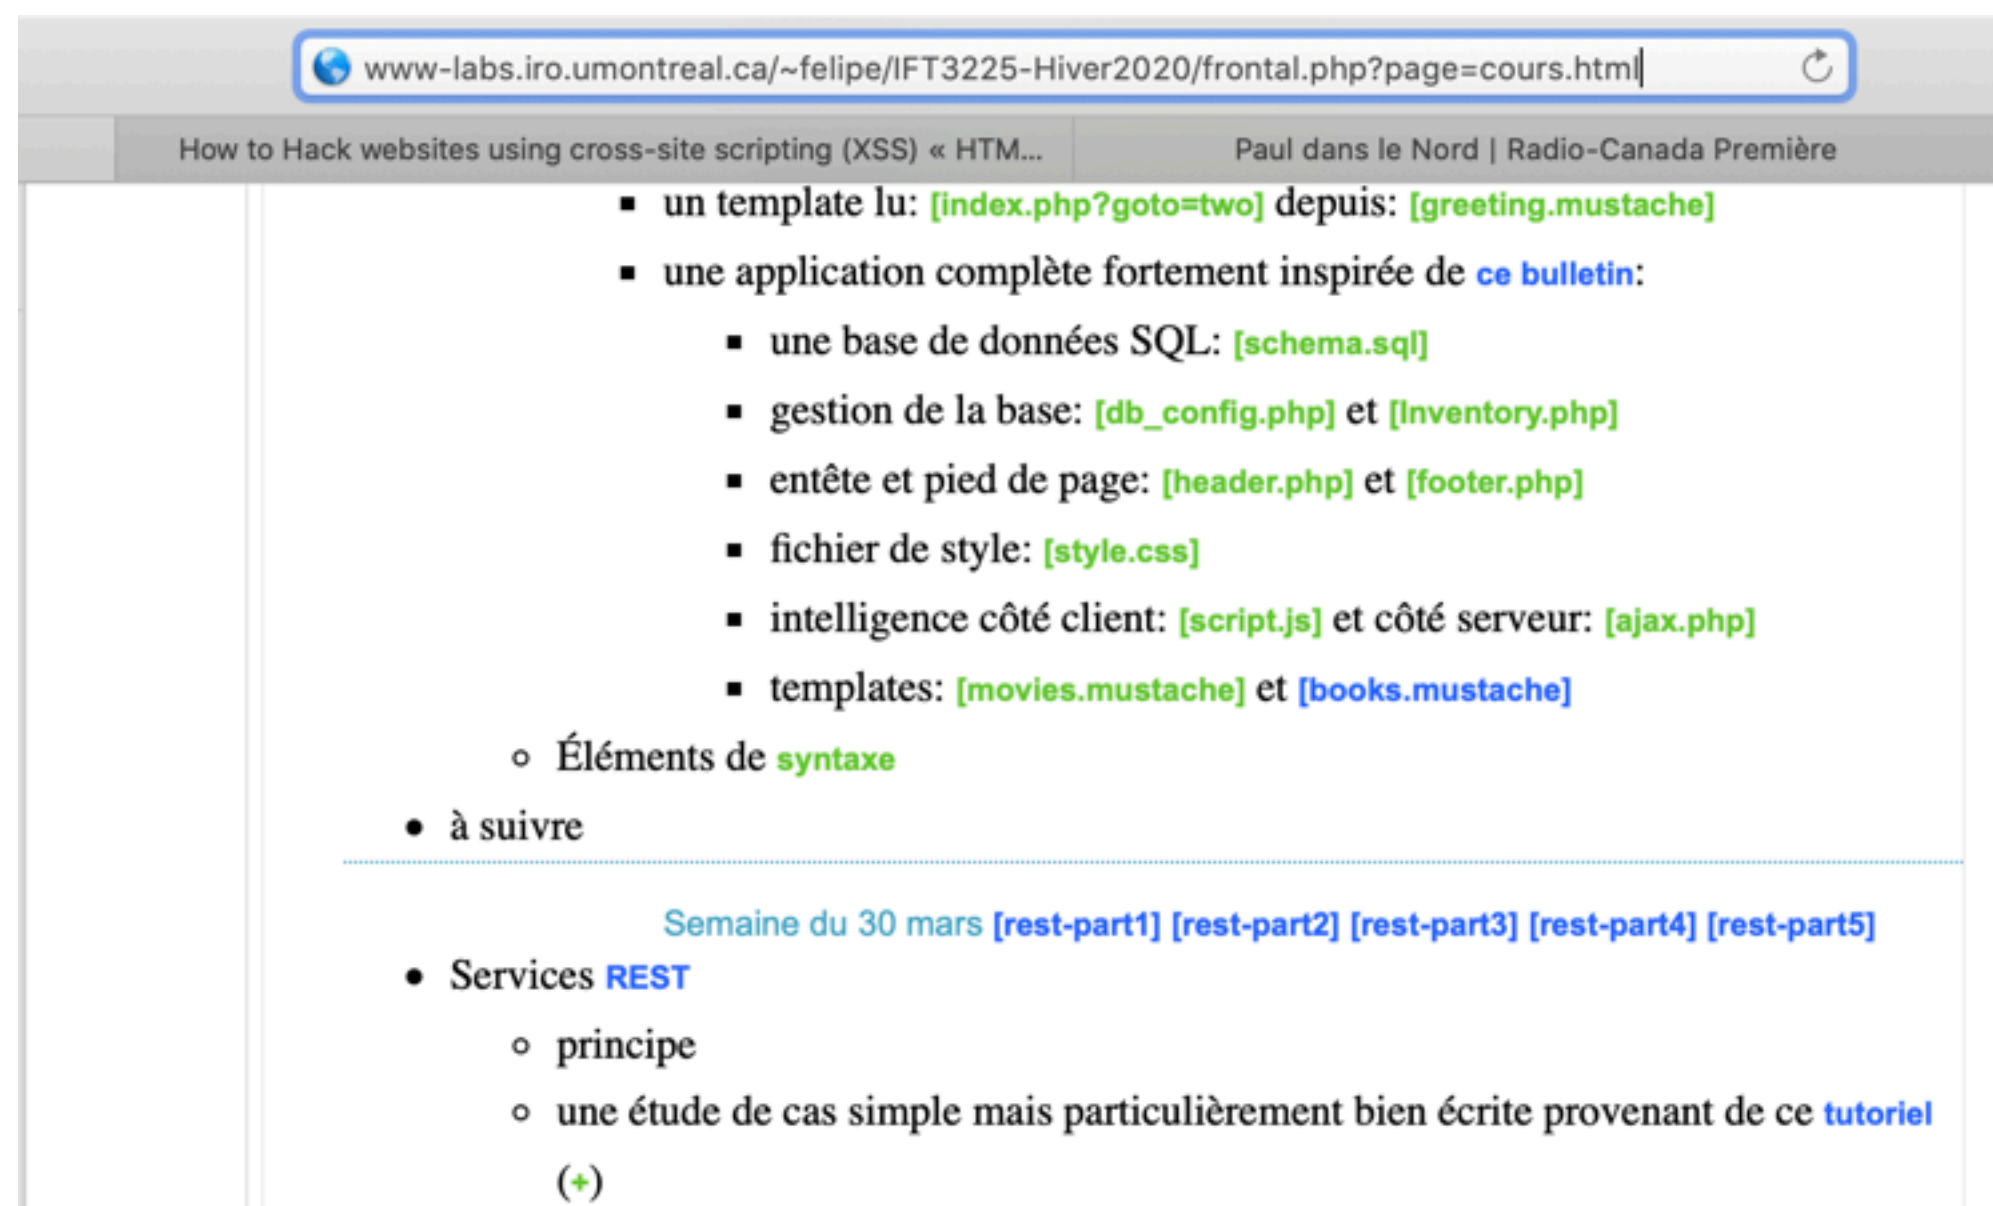 www-labs.iro.umontreal.ca/~felipe/IFT3225-Hiver2020/frontal.php?page=cours.html
How to Hack websites using cross-site scripting (XSS) « HTM... Paul dans le Nord | Radio-Canada Première
un template lu: [index.php?goto=two] depuis: [greeting.mustache]
une application complète fortement inspirée de ce bulletin:
une base de données SQL: [schema.sql]
gestion de la base: [db_config.php] et [Inventory.php]
entête et pied de page: [header.php] et [footer.php]
fichier de style: [style.css]
intelligence côté client: [script.js] et côté serveur: [ajax.php]
templates: [movies.mustache] et [books.mustache]
Éléments de syntaxe
à suivre
Semaine du 30 mars [rest-part1] [rest-part2] [rest-part3] [rest-part4] [rest-part5]
Services REST
principe
une étude de cas simple mais particulièrement bien écrite provenant de ce tutoriel
(+)